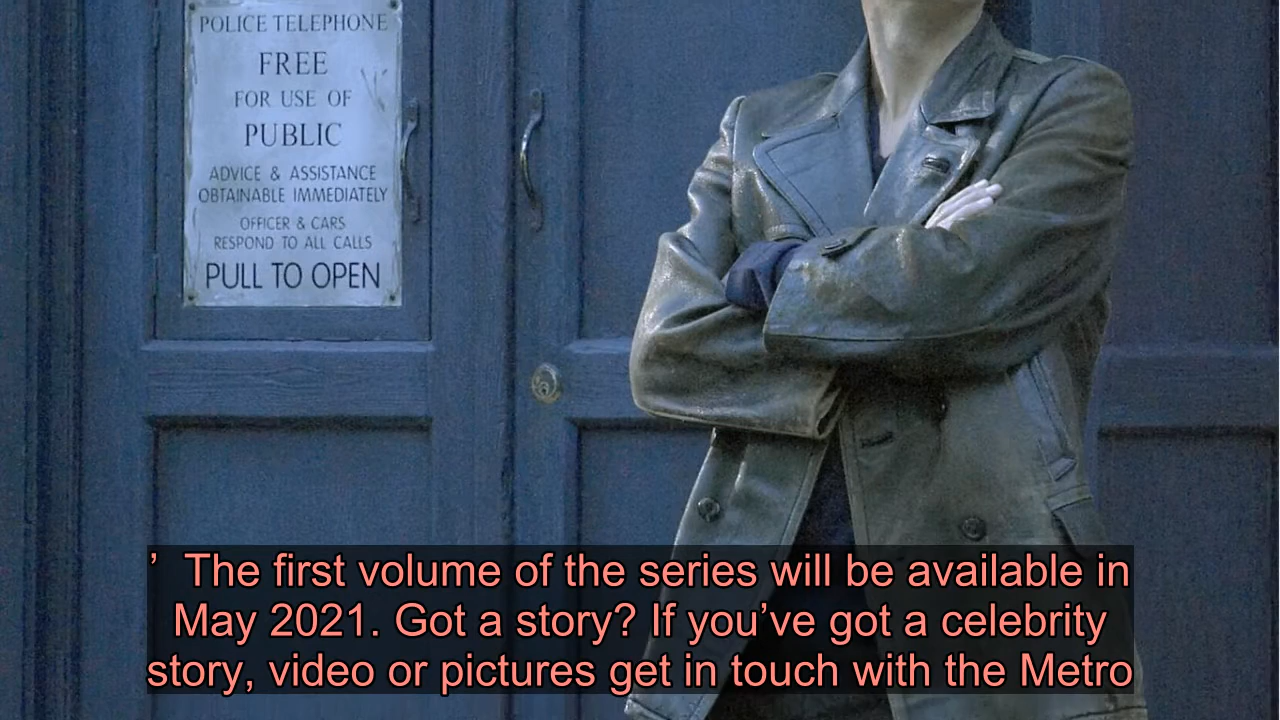 POLICE TELEPHONE
FREE
FOR USE OF
PUBLIC
ADVICE & ASSISTANCE
OBTAINABLE IMMEDIATELY
OFFICER & CARS
RESPOND TO ALL CALLS
PULL TO OPEN
’ The first volume of the series will be available in
May 2021. Got a story? If you’ve got a celebrity
story, video or pictures get in touch with the Metro